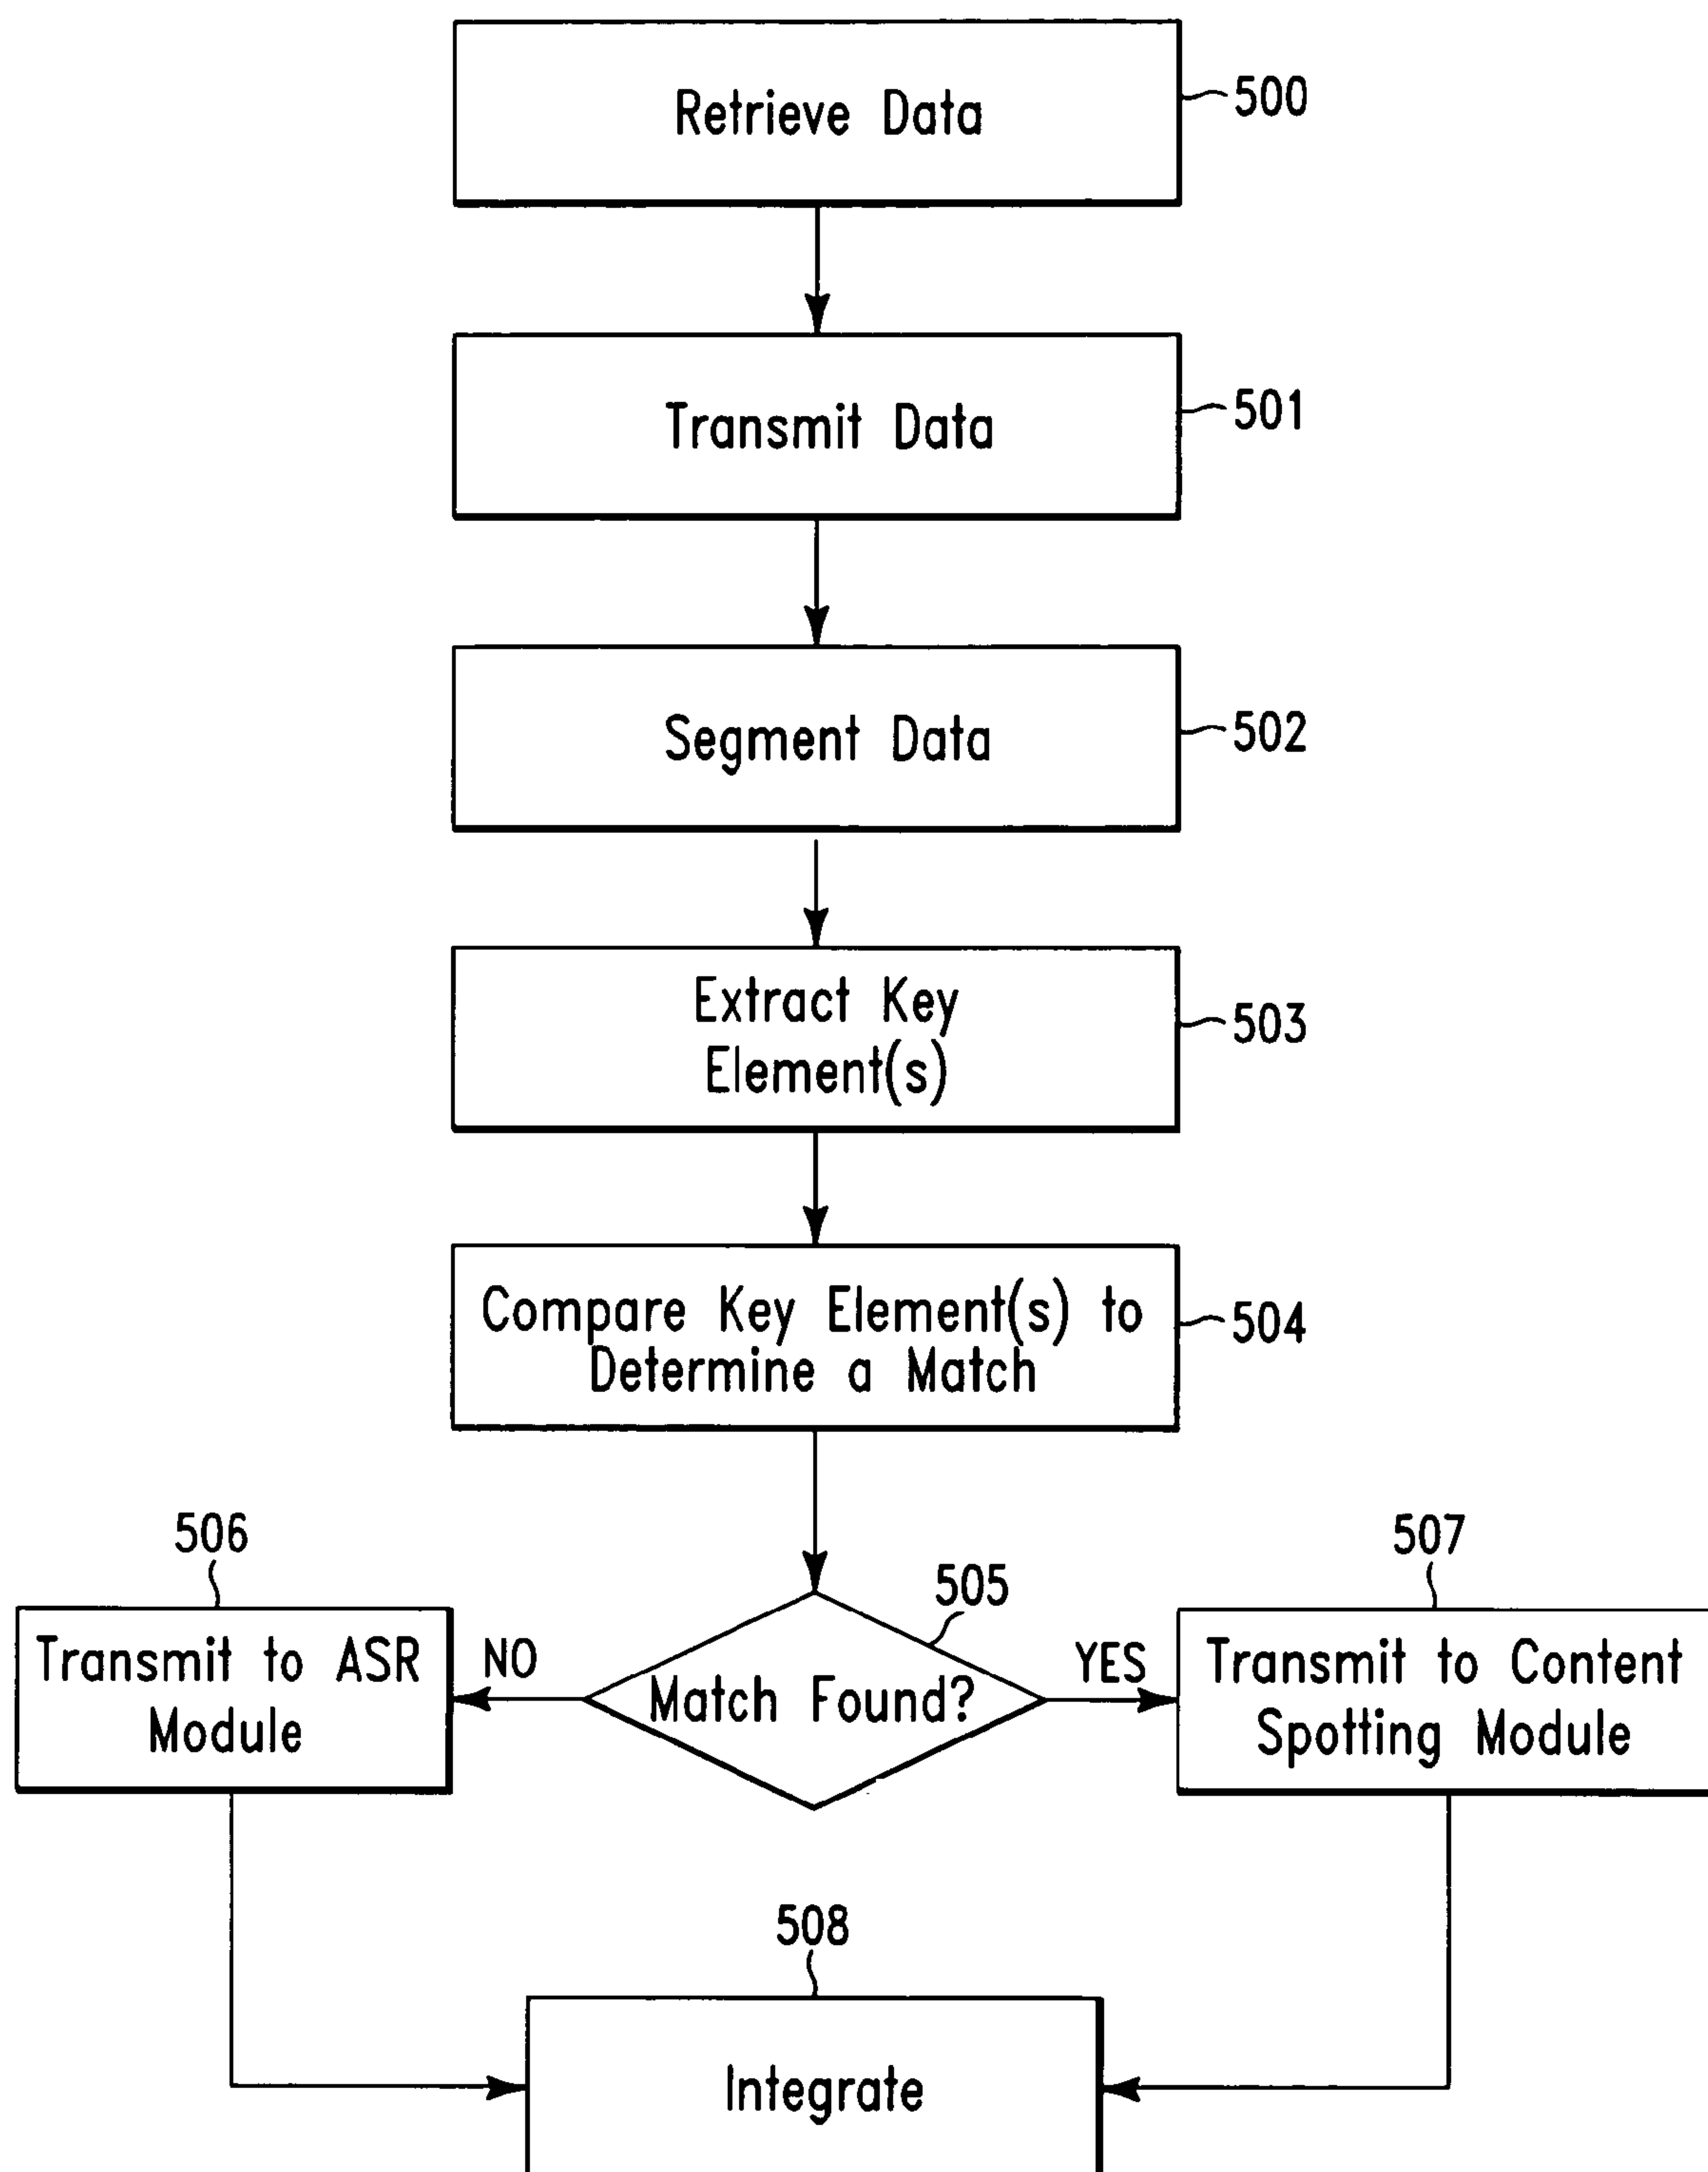 Retrieve Data
500
Transmit Data
501
Segment Data
502
Extract Key
Element(s)
503
Compare Key Element(s) to
Determine a Match
504
505
Match Found?
NO
YES
506
Transmit to ASR
Module
507
Transmit to Content
Spotting Module
508
Integrate